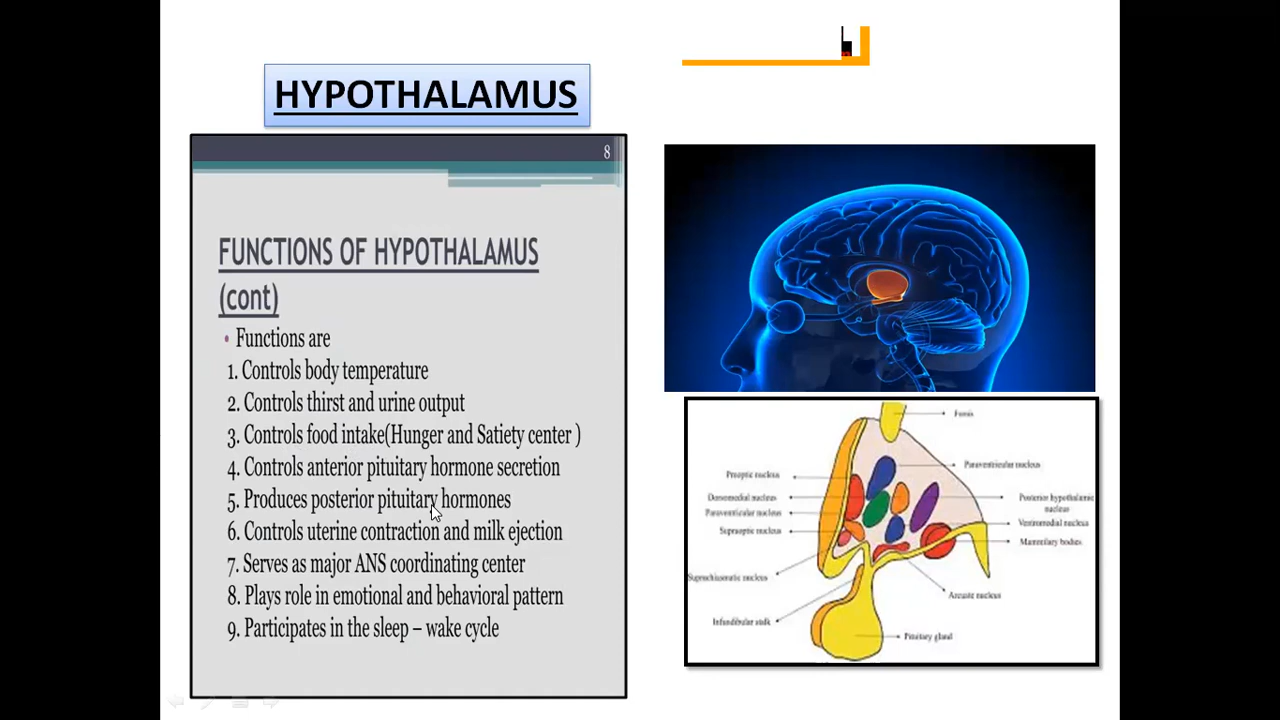 HYPOTHALAMUS
8
FUNCTIONS OF HYPOTHALAMUS
(cont)
• Functions are
1. Controls body temperature
2. Controls thirst and urine output
3. Controls food intake(Hunger and Satiety center )
4. Controls anterior pituitary hormone secretion
5. Produces posterior pituitary hormones
6. Controls uterine contraction and milk ejection
7. Serves as major ANS coordinating center
8. Plays role in emotional and behavioral pattern
9. Participates in the sleep – wake cycle
Fornix
Paraventricular nucleus
Preoptic nucleus
Dorsomedial nucleus
Posterior hypothalamic
nucleus
Paraventricular nucleus
Ventromedial nucleus
Supraoptic nucleus
Mammilary bodies
Suprochiasmatic nucleus
Arcuate nucleus
Infundibular stalk
Pituitary gland